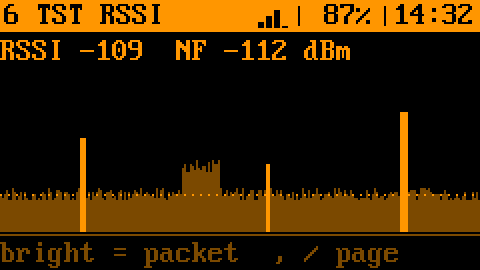 6 TST RSSI | 87% |14:32
RSSI -109 NF -112 dBm
bright = packet , / page